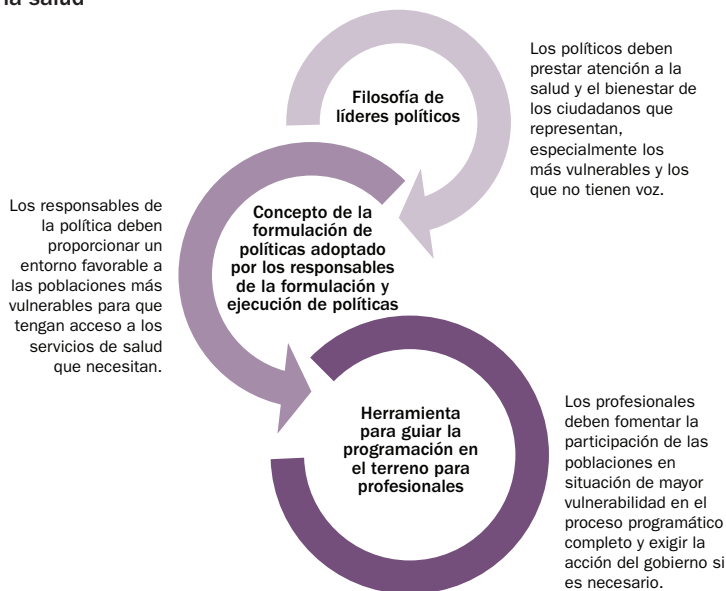 la salud
Filosofía de
líderes políticos
Los políticos deben
prestar atención a la
salud y el bienestar de
los ciudadanos que
representan,
especialmente los
más vulnerables y los
que no tienen voz.
Los responsables de
la política deben
proporcionar un
entorno favorable a
las poblaciones más
vulnerables para que
tengan acceso a los
servicios de salud
que necesitan.
Concepto de la
formulación de
políticas adoptado
por los responsables
de la formulación y
ejecución de políticas
Herramienta
para guiar la
programación en
el terreno para
profesionales
Los profesionales
deben fomentar la
participación de las
poblaciones en
situación de mayor
vulnerabilidad en el
proceso programático
completo y exigir la
acción del gobierno si
es necesario.